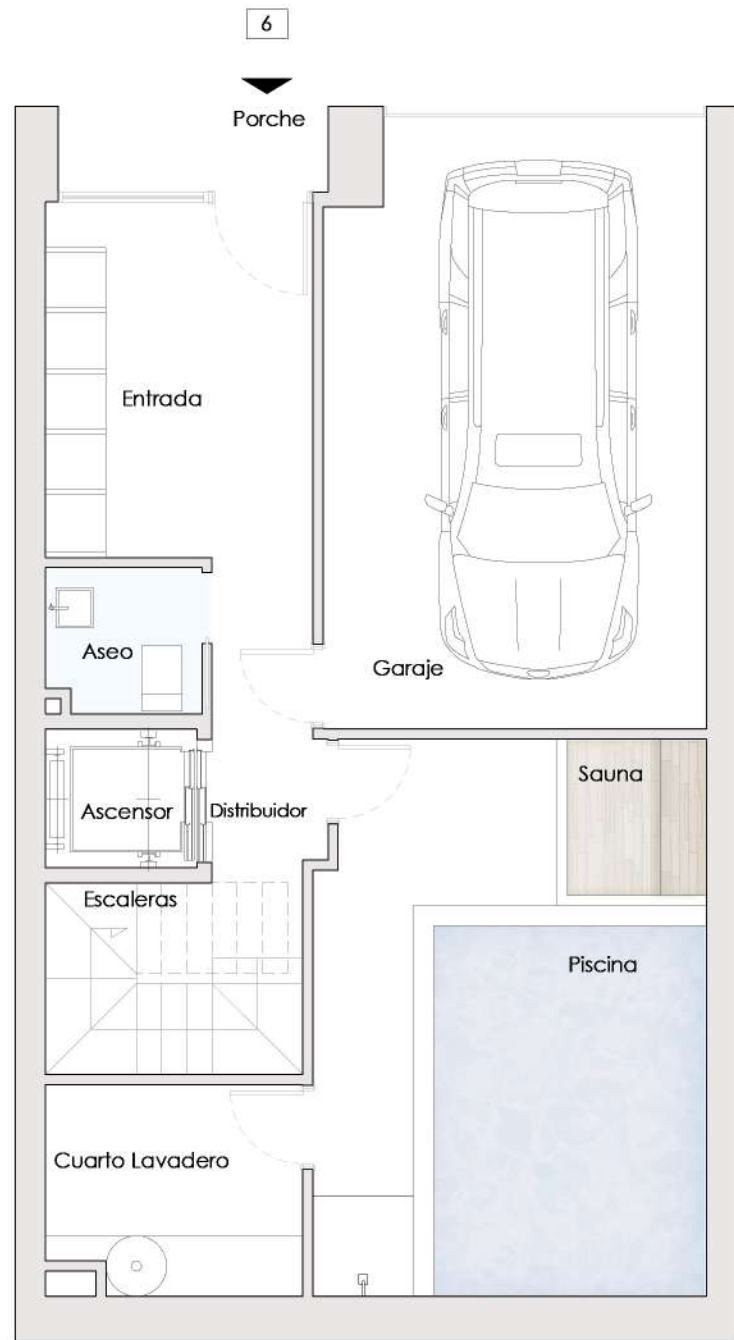 6
Porche
Entrada
Aseo
Garaje
Sauna
Ascensor
Distribuidor
Escaleras
Piscina
Cuarto Lavadero